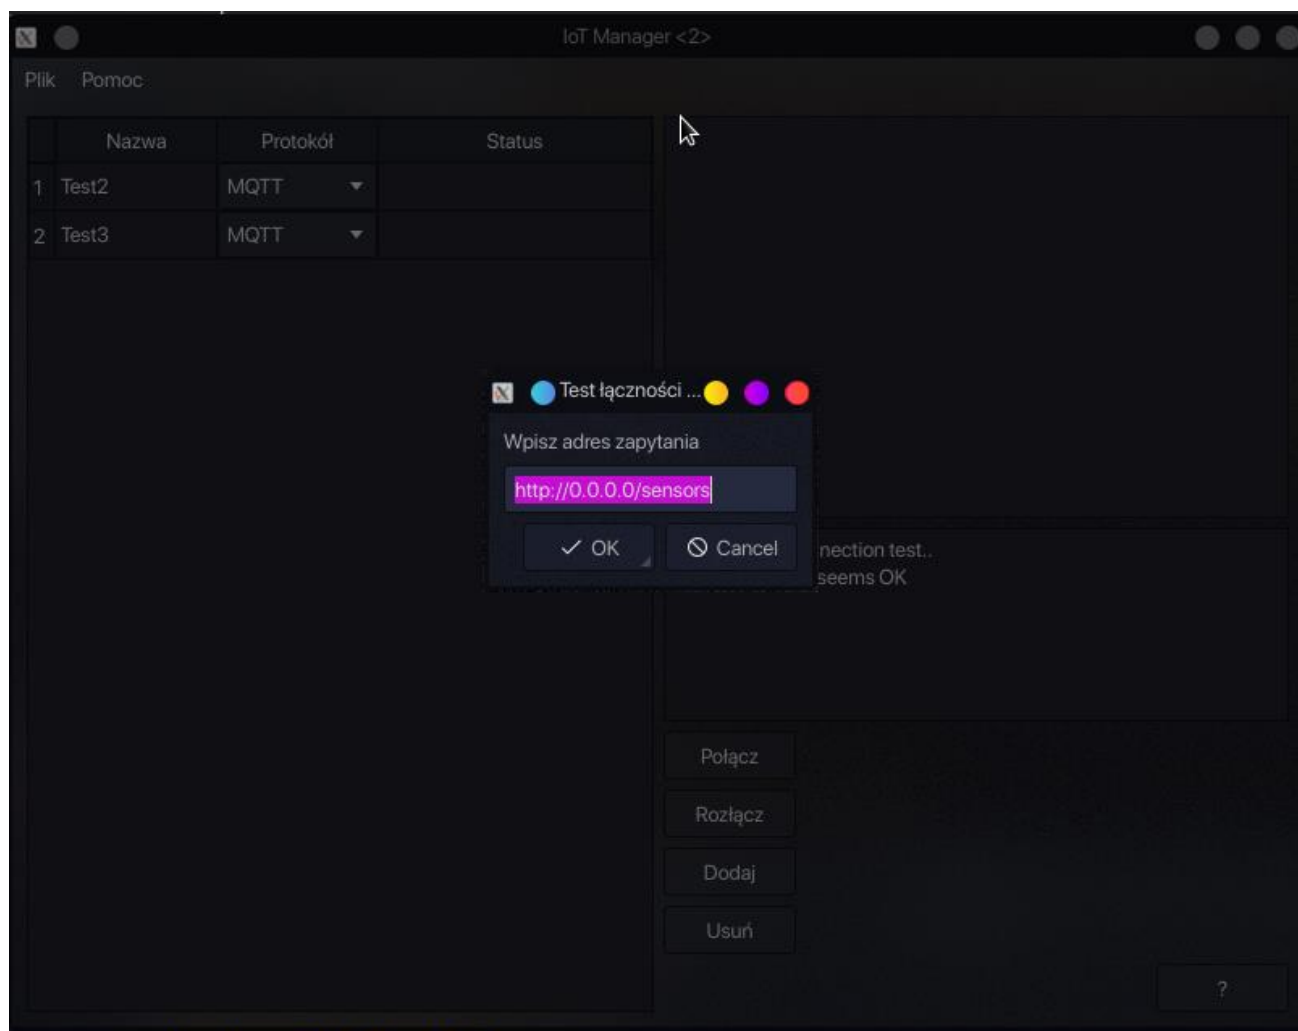 IoT Manager <2>
Plik Pomoc
Nazwa Protokół Status
1 Test2 MQTT
2 Test3 MQTT
Test łączności ...
Wpisz adres zapytania
http://0.0.0.0/sensors
OK Cancel
test..
seems OK
Połącz
Rozłącz
Dodaj
Usuń
?